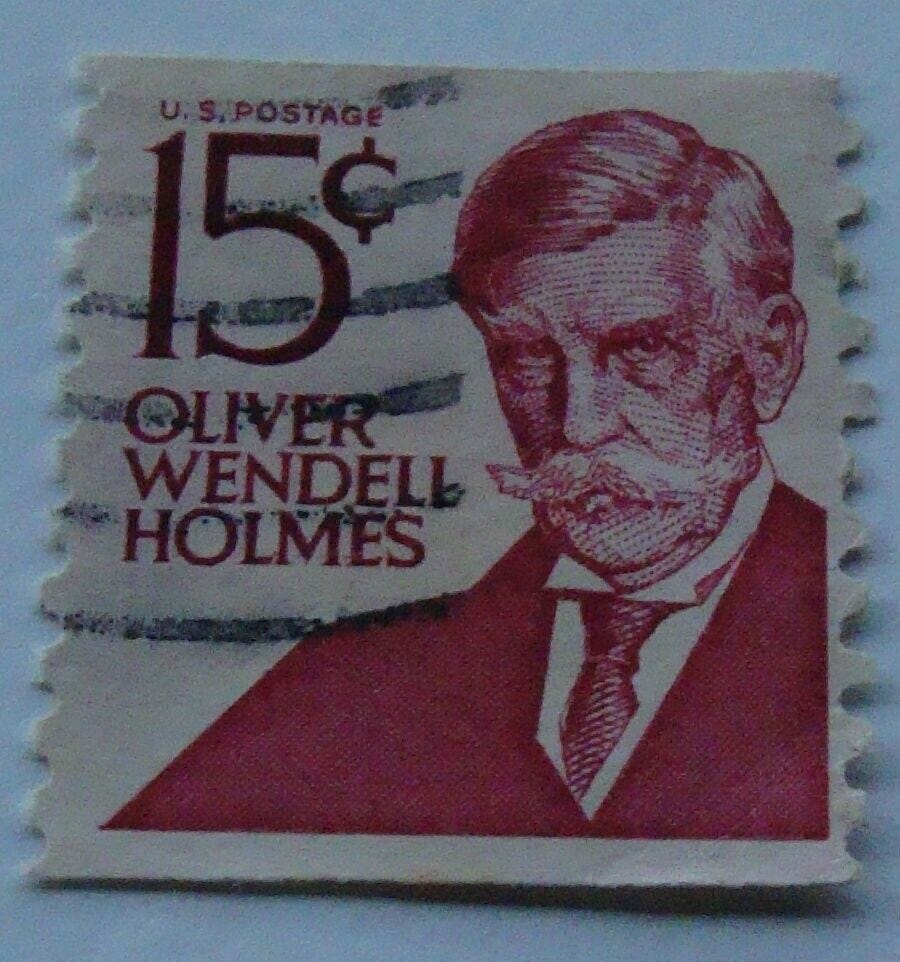 U.S. POSTAGE
15¢
OLIVER
WENDELL
HOLMES